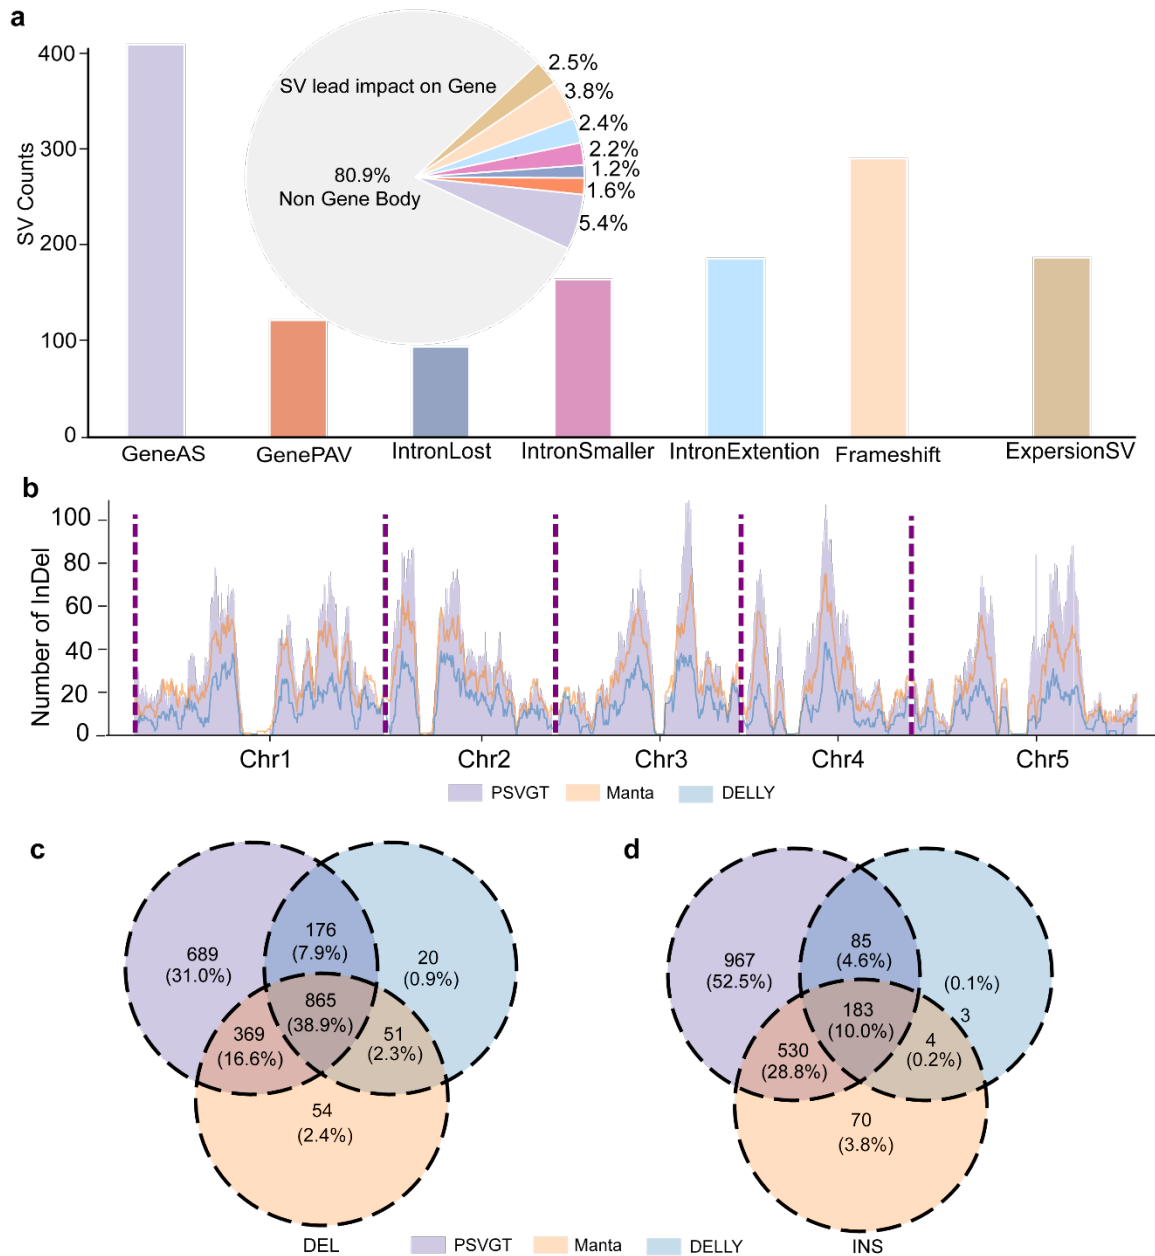 a
SV Counts
400
300
200
100
0
SV lead impact on Gene
80.9%
Non Gene Body
2.5%
3.8%
2.4%
2.2%
1.2%
1.6%
5.4%
GeneAS
GenePAV
IntronLost
IntronSmaller
IntronExtention
Frameshift
ExpersionSV
b
Number of InDel
100
80
60
40
20
0
Chr1
Chr2
Chr3
Chr4
Chr5
PSVGT
Manta
DELLY
c
689
(31.0%)
176
(7.9%)
20
(0.9%)
865
(38.9%)
369
(16.6%)
51
(2.3%)
54
(2.4%)
DEL
d
967
(52.5%)
85
(4.6%)
(0.1%)
3
183
(10.0%)
530
(28.8%)
4
(0.2%)
70
(3.8%)
INS
PSVGT
Manta
DELLY